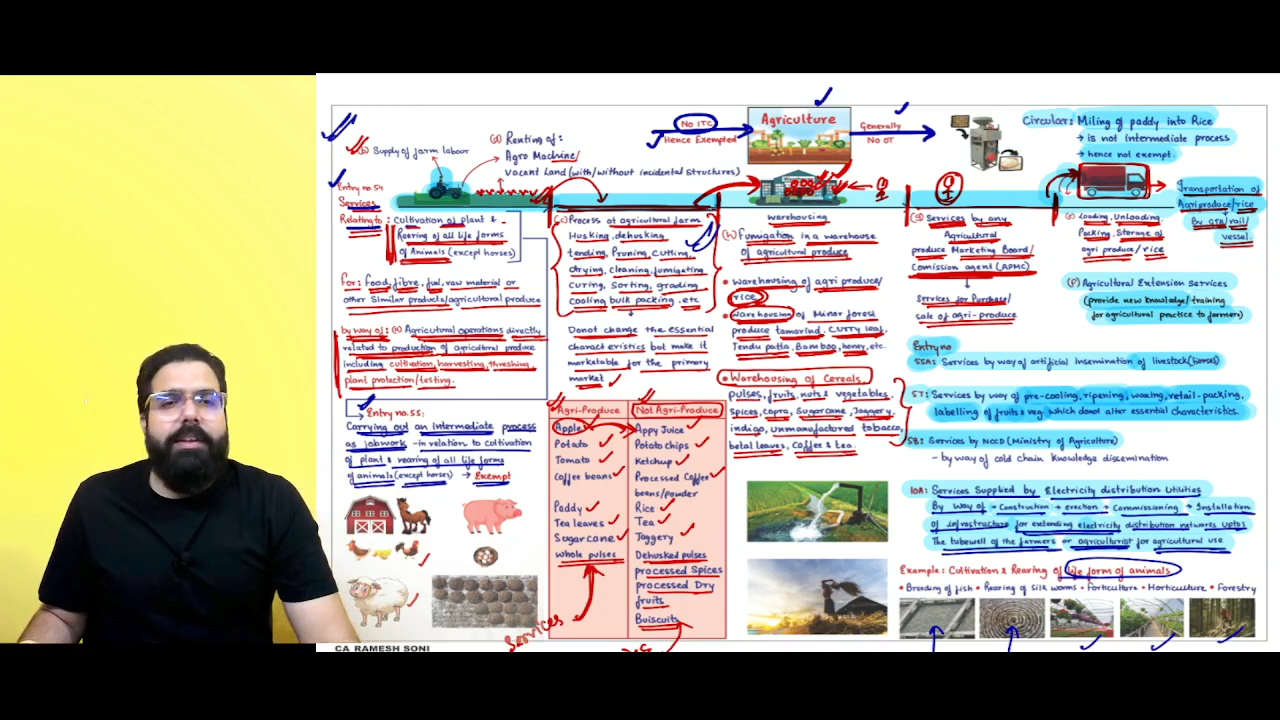 No ITC
Hence Exempted
Agriculture
Generally
No OT
Circular: Milling of paddy into Rice
→ is not intermediate process
→ hence not exempt.
(b) Supply of farm labour
(d) Renting of:
Agro Machine/
vacant Land (with/without incidental structures)
Entry no.54
Services
Relating to: Cultivation of plant &
Rearing of all life forms
of Animals (except horses)
For: Food, fibre, fuel, raw material or
other Similar products/agricultural produce
by way of: (a) Agricultural operations directly
related to production of agricultural produce
including cultivation, harvesting, threshing,
plant protection/testing.
Entry no.55:
Carrying out an intermediate process
as jobwork -in relation to cultivation
of plant & rearing of all life forms
of animals (except horses) → Exempt
(c) Process at agricultural farm
Husking, dehusking
tending, Pruning, Cutting,
drying, cleaning, fumigating
curing, Sorting, grading
cooling bulk packing, etc
Donot change the Essential
characteristics but make it
marketable for the primary
market
Agri-Produce
Apple
Potato
Tomato
Coffee beans
Paddy
Tea leaves
Sugar cane
whole pulses
Not Agri-Produce
Appy Juice
Potato chips
Ketchup
Processed Coffee
beans/powder
Rice
Tea
Jaggery
Dehusked pulses
processed Spices
processed Dry
fruits
Buiscuits
Services
warehousing
(h) Fumigation in a warehouse
of agricultural produce
• warehousing of agri produce/
rice
• warehousing of Minor forest
produce tamarind, CUTTY leaf,
Tendu patta, Bamboo, honey, etc.
• Warehousing of Cereals,
pulses, fruits, nuts & vegetables,
Spices, copra, Sugarcane, Jaggery,
indigo, unmanufactured tobacco,
betal leaves, Coffee & tea.
(g) Services by any
Agricultural
produce Marketing Board/
Comission agent (APMC)
Services for Purchase/
sale of agri-produce
(e) Loading, Unloading,
Packing, Storage of
agri produce/rice
Transportation of
Agriproduce/rice
By GTA/rail/
vessel.
(f) Agricultural Extension Services
(provide new knowledge/training
for agricultural practice to farmers)
Entry no
55A: Services by way of artificial insemination of livestock (horses)
57: Services by way of pre-cooling, ripening, waxing, retail-packing,
labelling of fruits & veg which donot alter essential characteristics.
58: Services by NCCD (Ministry of Agriculture)
- by way of cold chain knowledge discemination
10A: Services Supplied by Electricity distribution utilities
By way of → Construction → erection → Commissioning → Installation
of infrastructure for extending electricity distribution networks upto
The tubewell of the farmers or agriculturist for agricultural use
Example: Cultivation & Rearing of life form of animals
• Breeding of fish • Rearing of silk worms • Forticulture • Horticulture • Forestry
CA RAMESH SONI